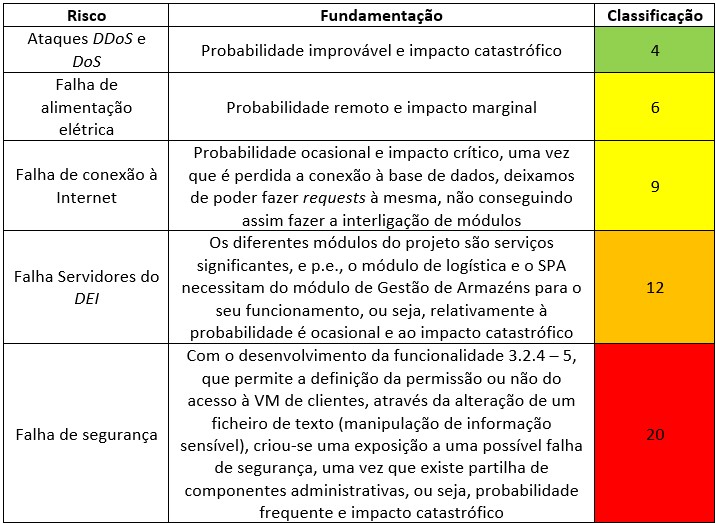 Risco Fundamentação Classificação
Ataques DDoS e
DoS
Probabilidade improvável e impacto catastrófico
4
Falha de
alimentação
elétrica
Probabilidade remoto e impacto marginal
6
Falha de conexão à
Internet
Probabilidade ocasional e impacto crítico, uma vez
que é perdida a conexão à base de dados, deixamos
de poder fazer requests à mesma, não conseguindo
assim fazer a interligação de módulos
9
Falha Servidores do
DEI
Os diferentes módulos do projeto são serviços
significantes, e p.e., o módulo de logística e o SPA
necessitam do módulo de Gestão de Armazéns para o
seu funcionamento, ou seja, relativamente à
probabilidade é ocasional e ao impacto catastrófico
12
Falha de segurança
Com o desenvolvimento da funcionalidade 3.2.4 – 5,
que permite a definição da permissão ou não do
acesso à VM de clientes, através da alteração de um
ficheiro de texto (manipulação de informação
sensível), criou-se uma exposição a uma possível falha
de segurança, uma vez que existe partilha de
componentes administrativas, ou seja, probabilidade
frequente e impacto catastrófico
20